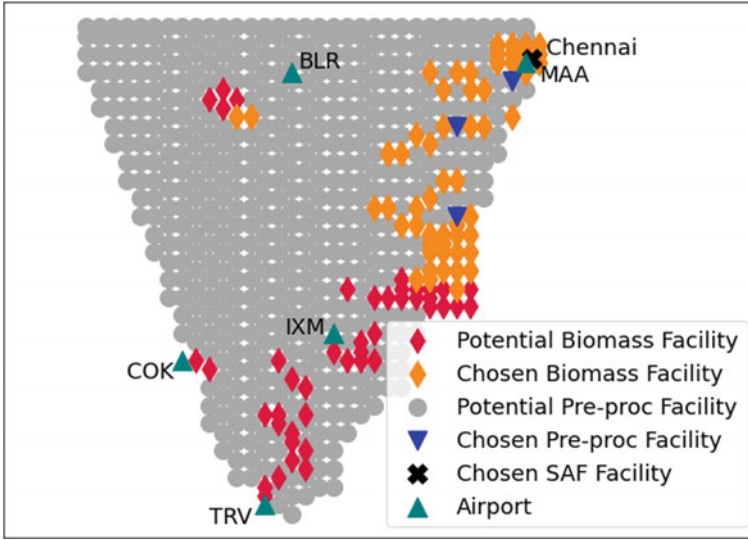 Chennai
BLR
MAA
IXM
COK
TRV
Potential Biomass Facility
Chosen Biomass Facility
Potential Pre-proc Facility
Chosen Pre-proc Facility
Chosen SAF Facility
Airport